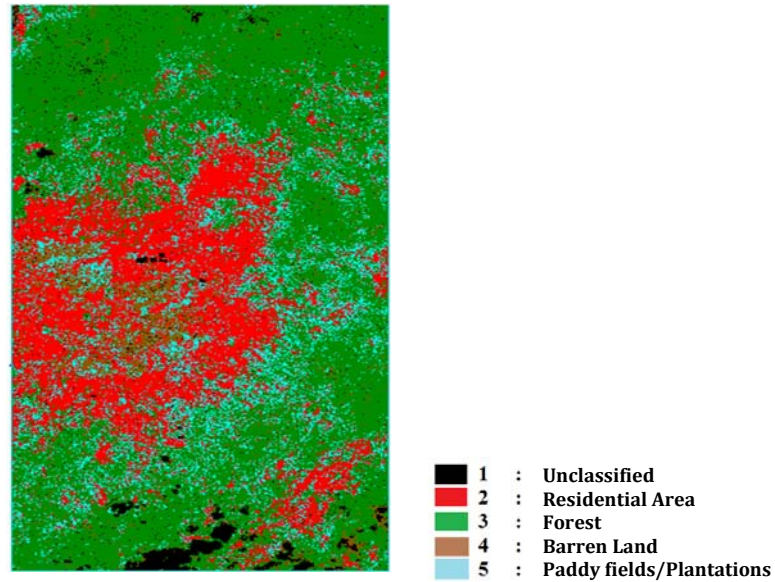 1 : Unclassified
2 : Residential Area
3 : Forest
4 : Barren Land
5 : Paddy fields/Plantations